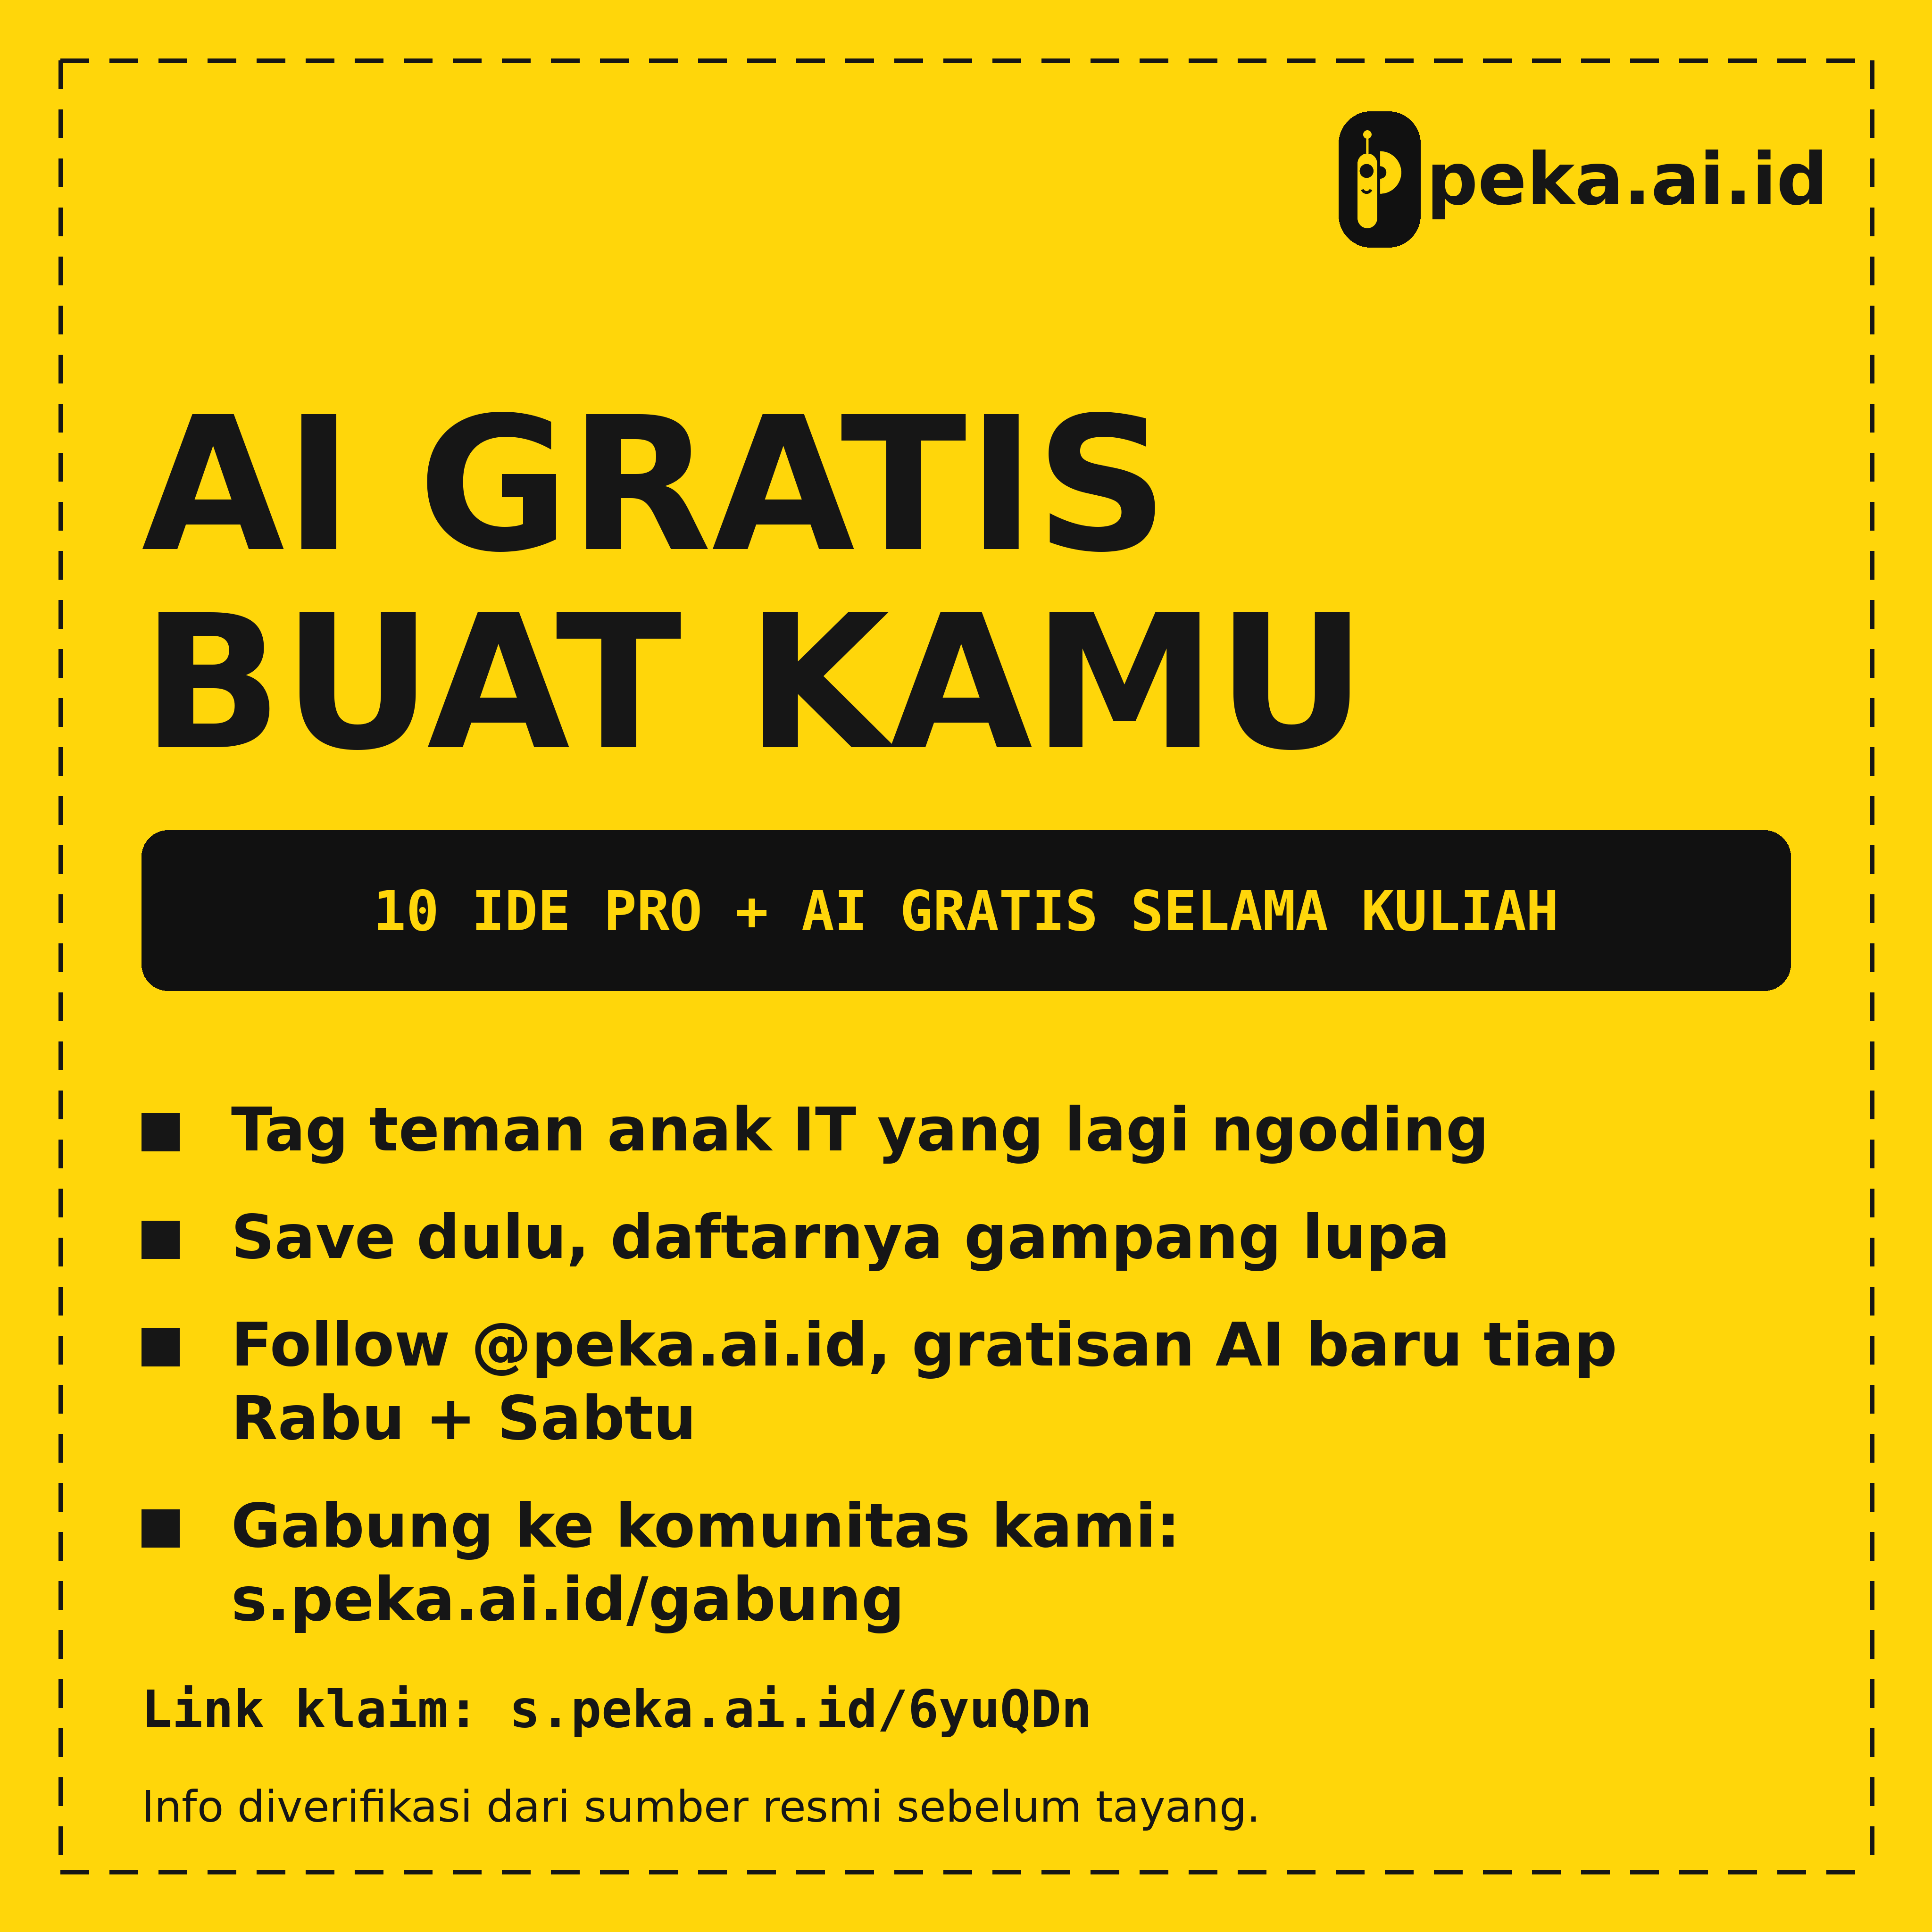 peka.ai.id
AI GRATIS
BUAT KAMU
10 IDE PRO + AI GRATIS SELAMA KULIAH
Tag teman anak IT yang lagi ngoding
Save dulu, daftarnya gampang lupa
Follow @peka.ai.id, gratisan AI baru tiap
Rabu + Sabtu
Gabung ke komunitas kami:
s.peka.ai.id/gabung
Link klaim: s.peka.ai.id/6yuQDn
Info diverifikasi dari sumber resmi sebelum tayang.